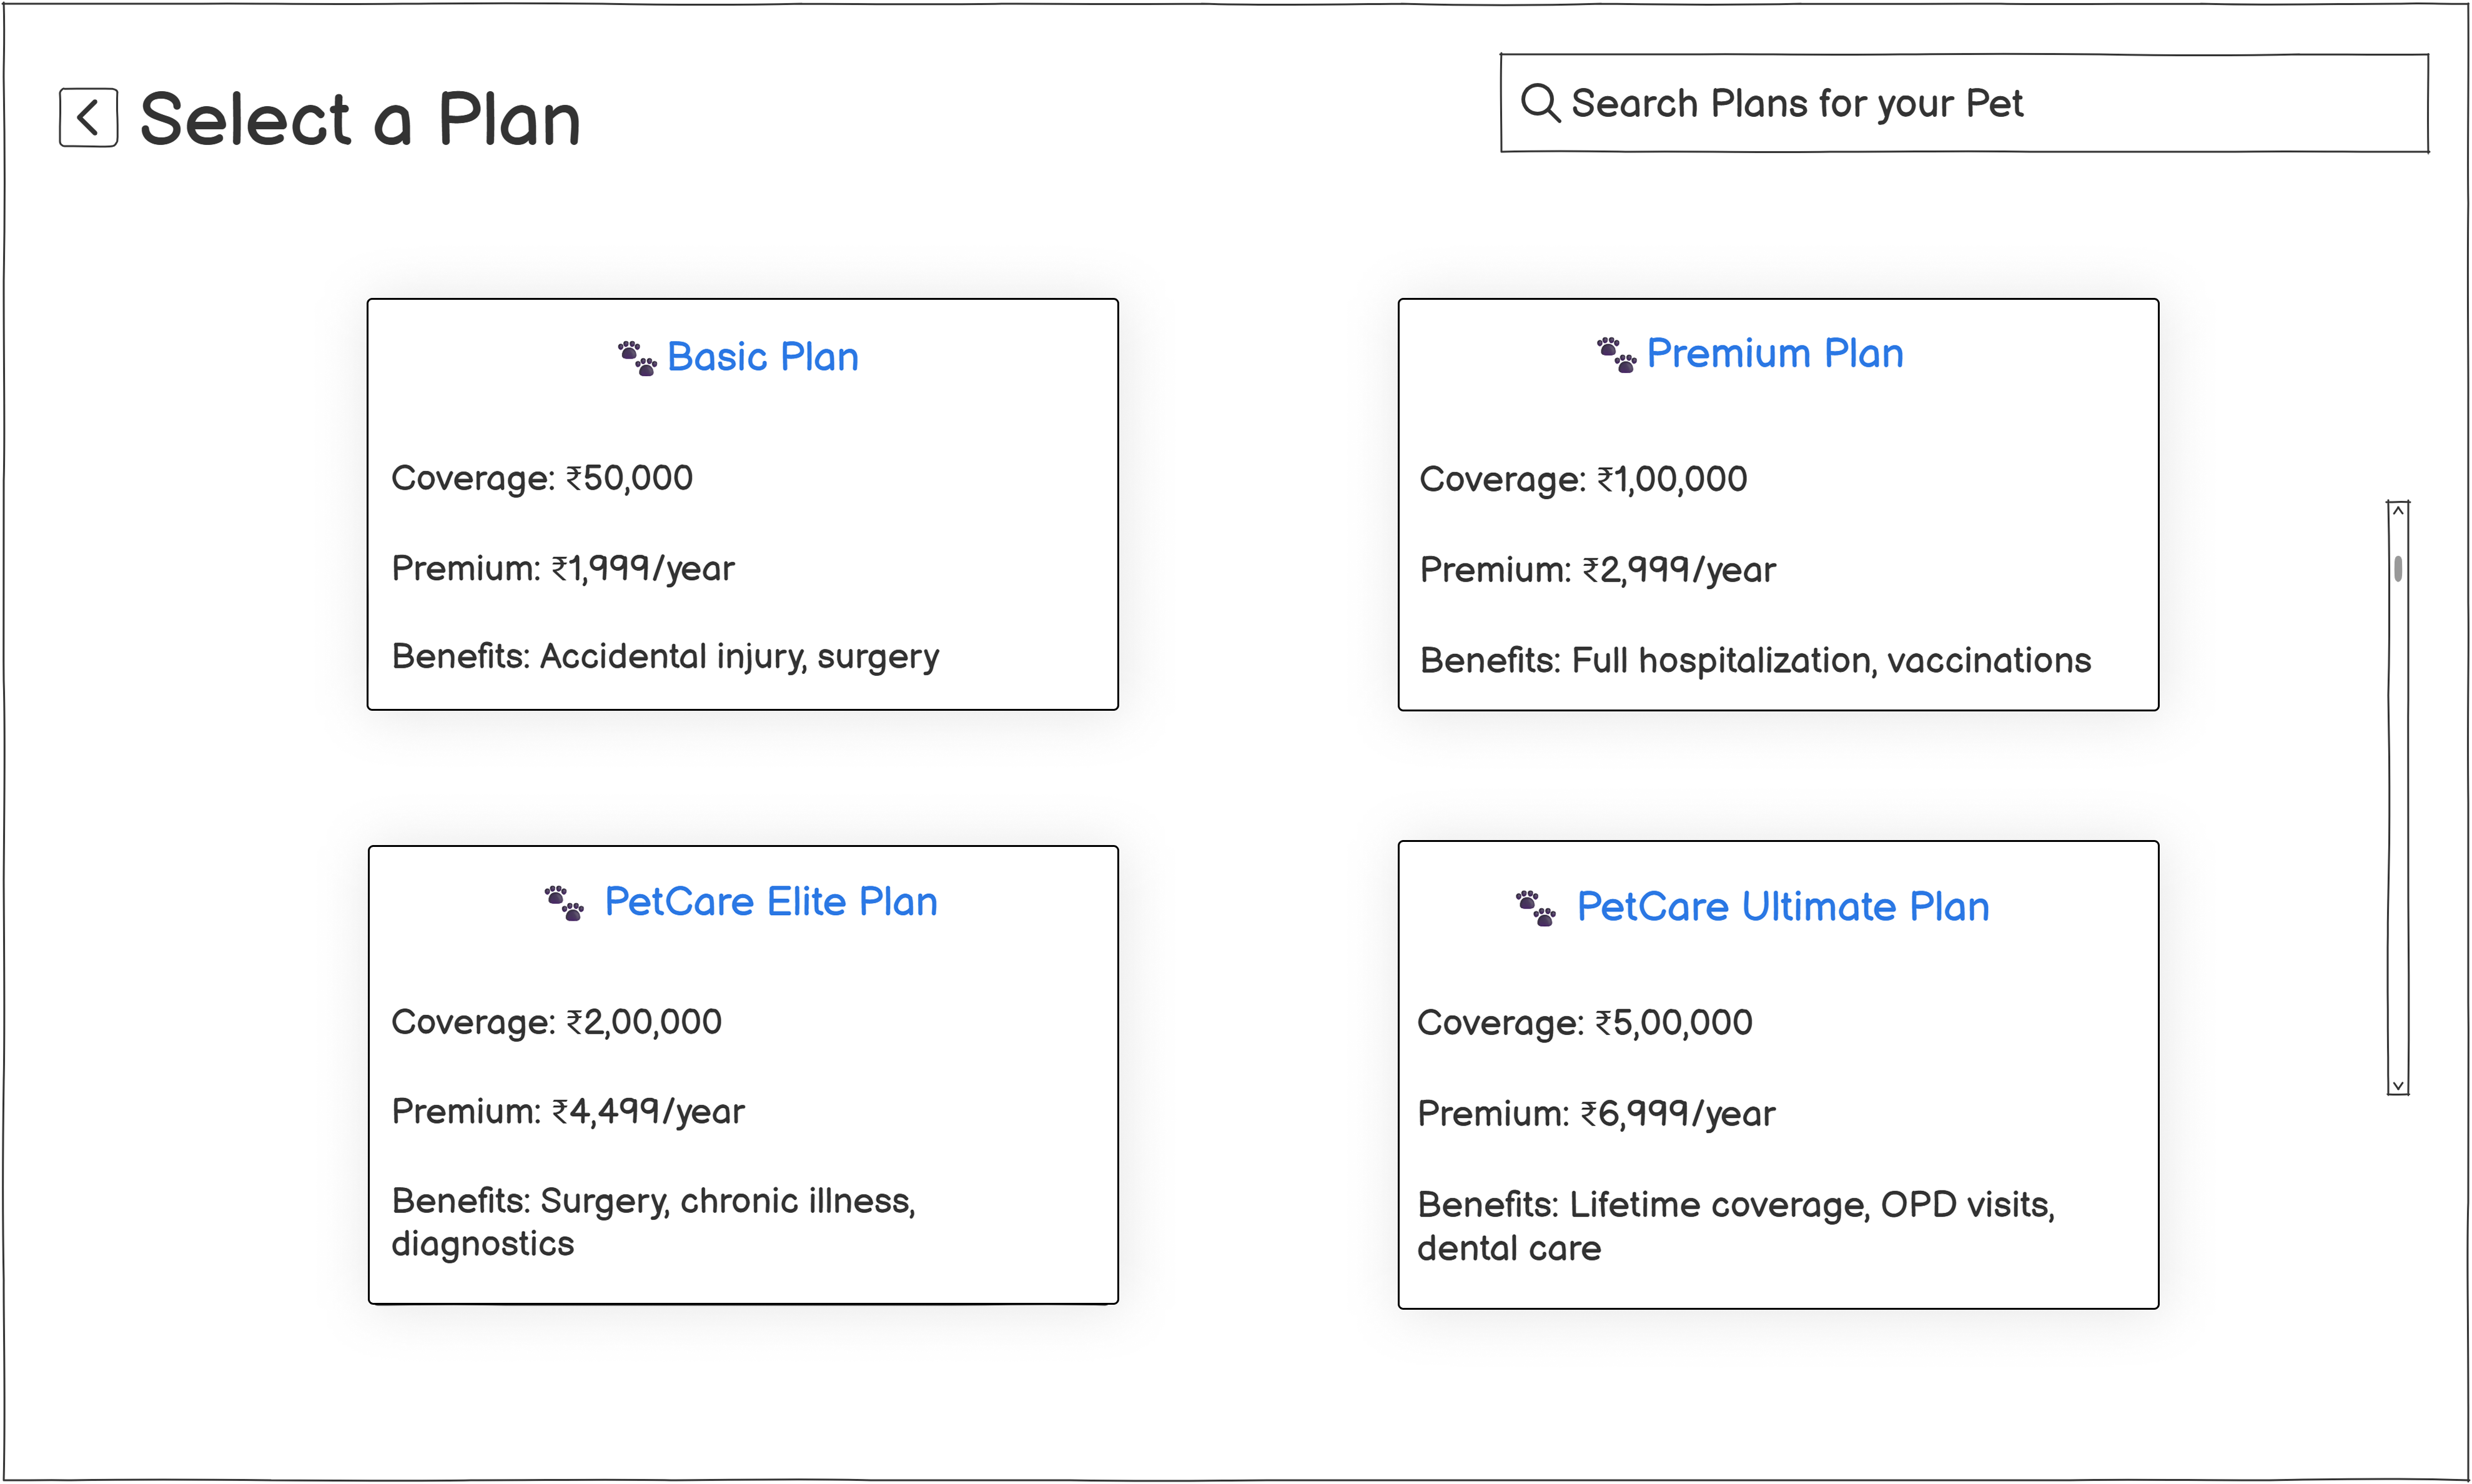 Select a Plan
Search Plans for your Pet
Basic Plan
Coverage: ₹50,000
Premium: ₹1,999/year
Benefits: Accidental injury, surgery
Premium Plan
Coverage: ₹1,00,000
Premium: ₹2,999/year
Benefits: Full hospitalization, vaccinations
PetCare Elite Plan
Coverage: ₹2,00,000
Premium: ₹4,499/year
Benefits: Surgery, chronic illness,
diagnostics
PetCare Ultimate Plan
Coverage: ₹5,00,000
Premium: ₹6,999/year
Benefits: Lifetime coverage, OPD visits,
dental care